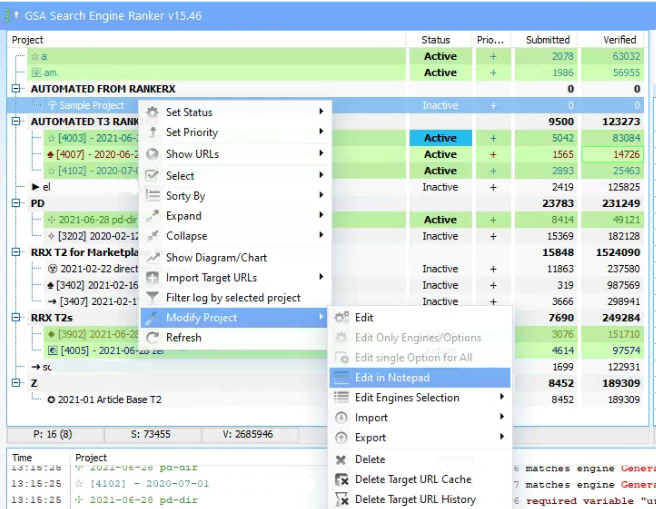 GSA Search Engine Ranker v15.46
Project Status Prio... Submitted Verified
a: Active + 2078 63032
am. Active + 1986 56955
AUTOMATED FROM RANKERX 0 0
Sample Project Inactive + 0 0
AUTOMATED T3 RANK 9500 123273
[4003] - 2021-06- Active + 5042 83084
[4007] - 2020-06-2 Active + 1565 14726
[4102] - 2020-07-0 Active + 2893 25463
el Inactive + 2419 125825
PD 23783 231249
2021-06-28 pd-dir Active + 8414 49121
[3202] 2020-02-12 Inactive + 15369 182128
RRX T2 for Marketpla 15848 1524090
2021-02-22 direct Inactive + 11863 237580
[3402] 2021-02-16 Inactive + 319 987569
[3407] 2021-02-1 Inactive + 3666 298941
RRX T2s 7690 249284
[3902] 2021-06-28 3076 151710
[4005] - 2021-06-28 zer 4614 97574
sc 1699 122931
Z 8452 189309
2021-01 Article Base T2 8452 189309
Set Status
Set Priority
Show URLs
Select
Sorty By
Expand
Collapse
Show Diagram/Chart
Import Target URLs
Filter log by selected project
Modify Project
Refresh
Edit
Edit Only Engines/Options
Edit single Option for All
Edit in Notepad
Edit Engines Selection
Import
Export
Delete
Delete Target URL Cache
Delete Target URL History
P: 16 (8) S: 73455 V: 2685946
Time Project
13:15:25 2021-06-28 pd-dir 6 matches engine Genera
13:15:25 [4102] - 2020-07-01 7 matches engine Genera
13:15:25 2021-06-28 pd-dir 6 required variable "ur